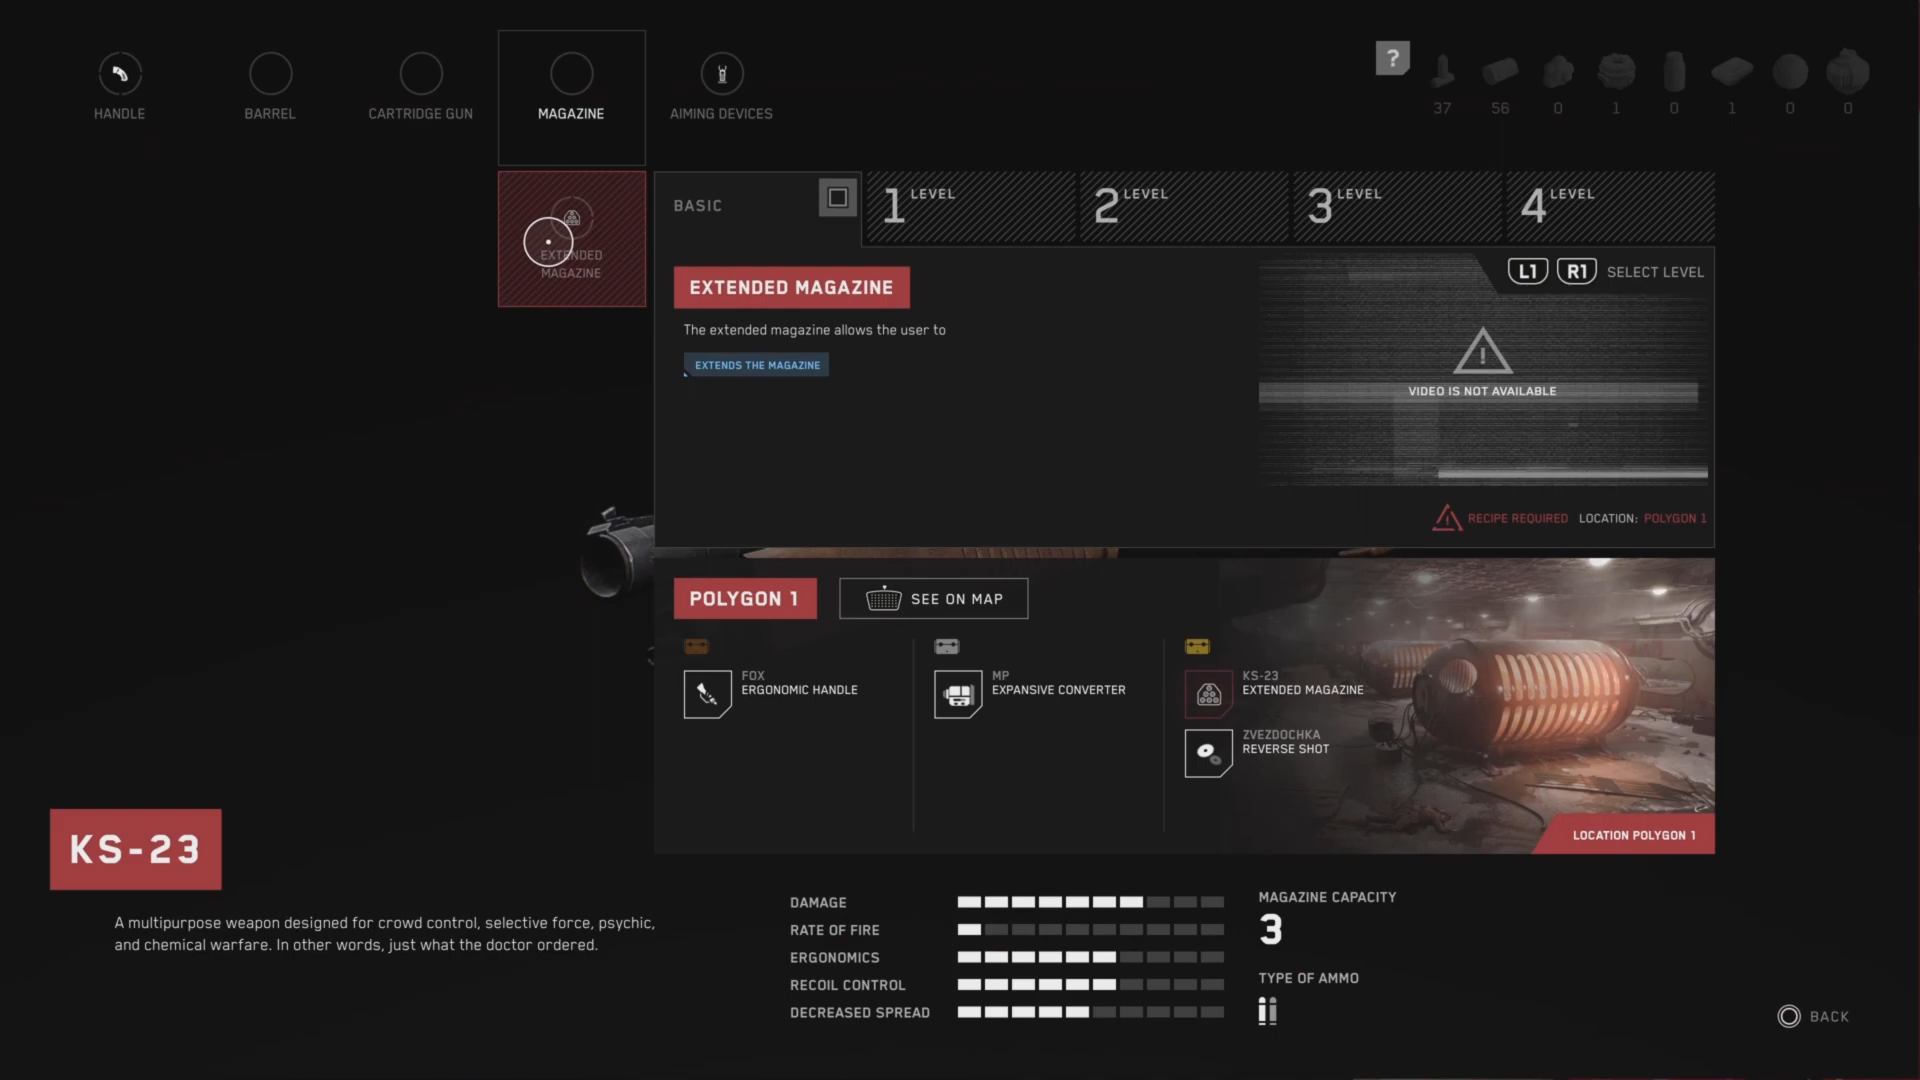 HANDLE
BARREL
CARTRIDGE GUN
MAGAZINE
AIMING DEVICES
?
37
56
0
1
0
1
0
0
EXTENDED
MAGAZINE
BASIC
1 LEVEL
2 LEVEL
3 LEVEL
4 LEVEL
EXTENDED MAGAZINE
L1 R1 SELECT LEVEL
The extended magazine allows the user to
EXTENDS THE MAGAZINE
VIDEO IS NOT AVAILABLE
RECIPE REQUIRED LOCATION: POLYGON 1
POLYGON 1
SEE ON MAP
FOX
ERGONOMIC HANDLE
MP
EXPANSIVE CONVERTER
KS-23
EXTENDED MAGAZINE
ZVEZDOCHKA
REVERSE SHOT
LOCATION POLYGON 1
KS-23
A multipurpose weapon designed for crowd control, selective force, psychic,
and chemical warfare. In other words, just what the doctor ordered.
DAMAGE
RATE OF FIRE
ERGONOMICS
RECOIL CONTROL
DECREASED SPREAD
MAGAZINE CAPACITY
3
TYPE OF AMMO
BACK